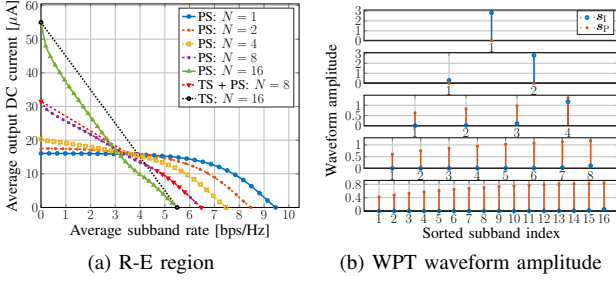 Average output DC current [µA]
60
50
40
30
20
10
0
PS: N = 1
PS: N = 2
PS: N = 4
PS: N = 8
PS: N = 16
TS + PS: N = 8
TS: N = 16
0 1 2 3 4 5 6 7 8 9 10
Average subband rate [bps/Hz]
(a) R-E region
Waveform amplitude
3
2
1
0
1
s_I
s_P
3
2
1
0
1 2
1
0.5
0
1 2 3 4
1
0.5
0
1 2 3 4 5 6 7 8
0.8
0.4
0
1 2 3 4 5 6 7 8 9 10 11 12 13 14 15 16
Sorted subband index
(b) WPT waveform amplitude